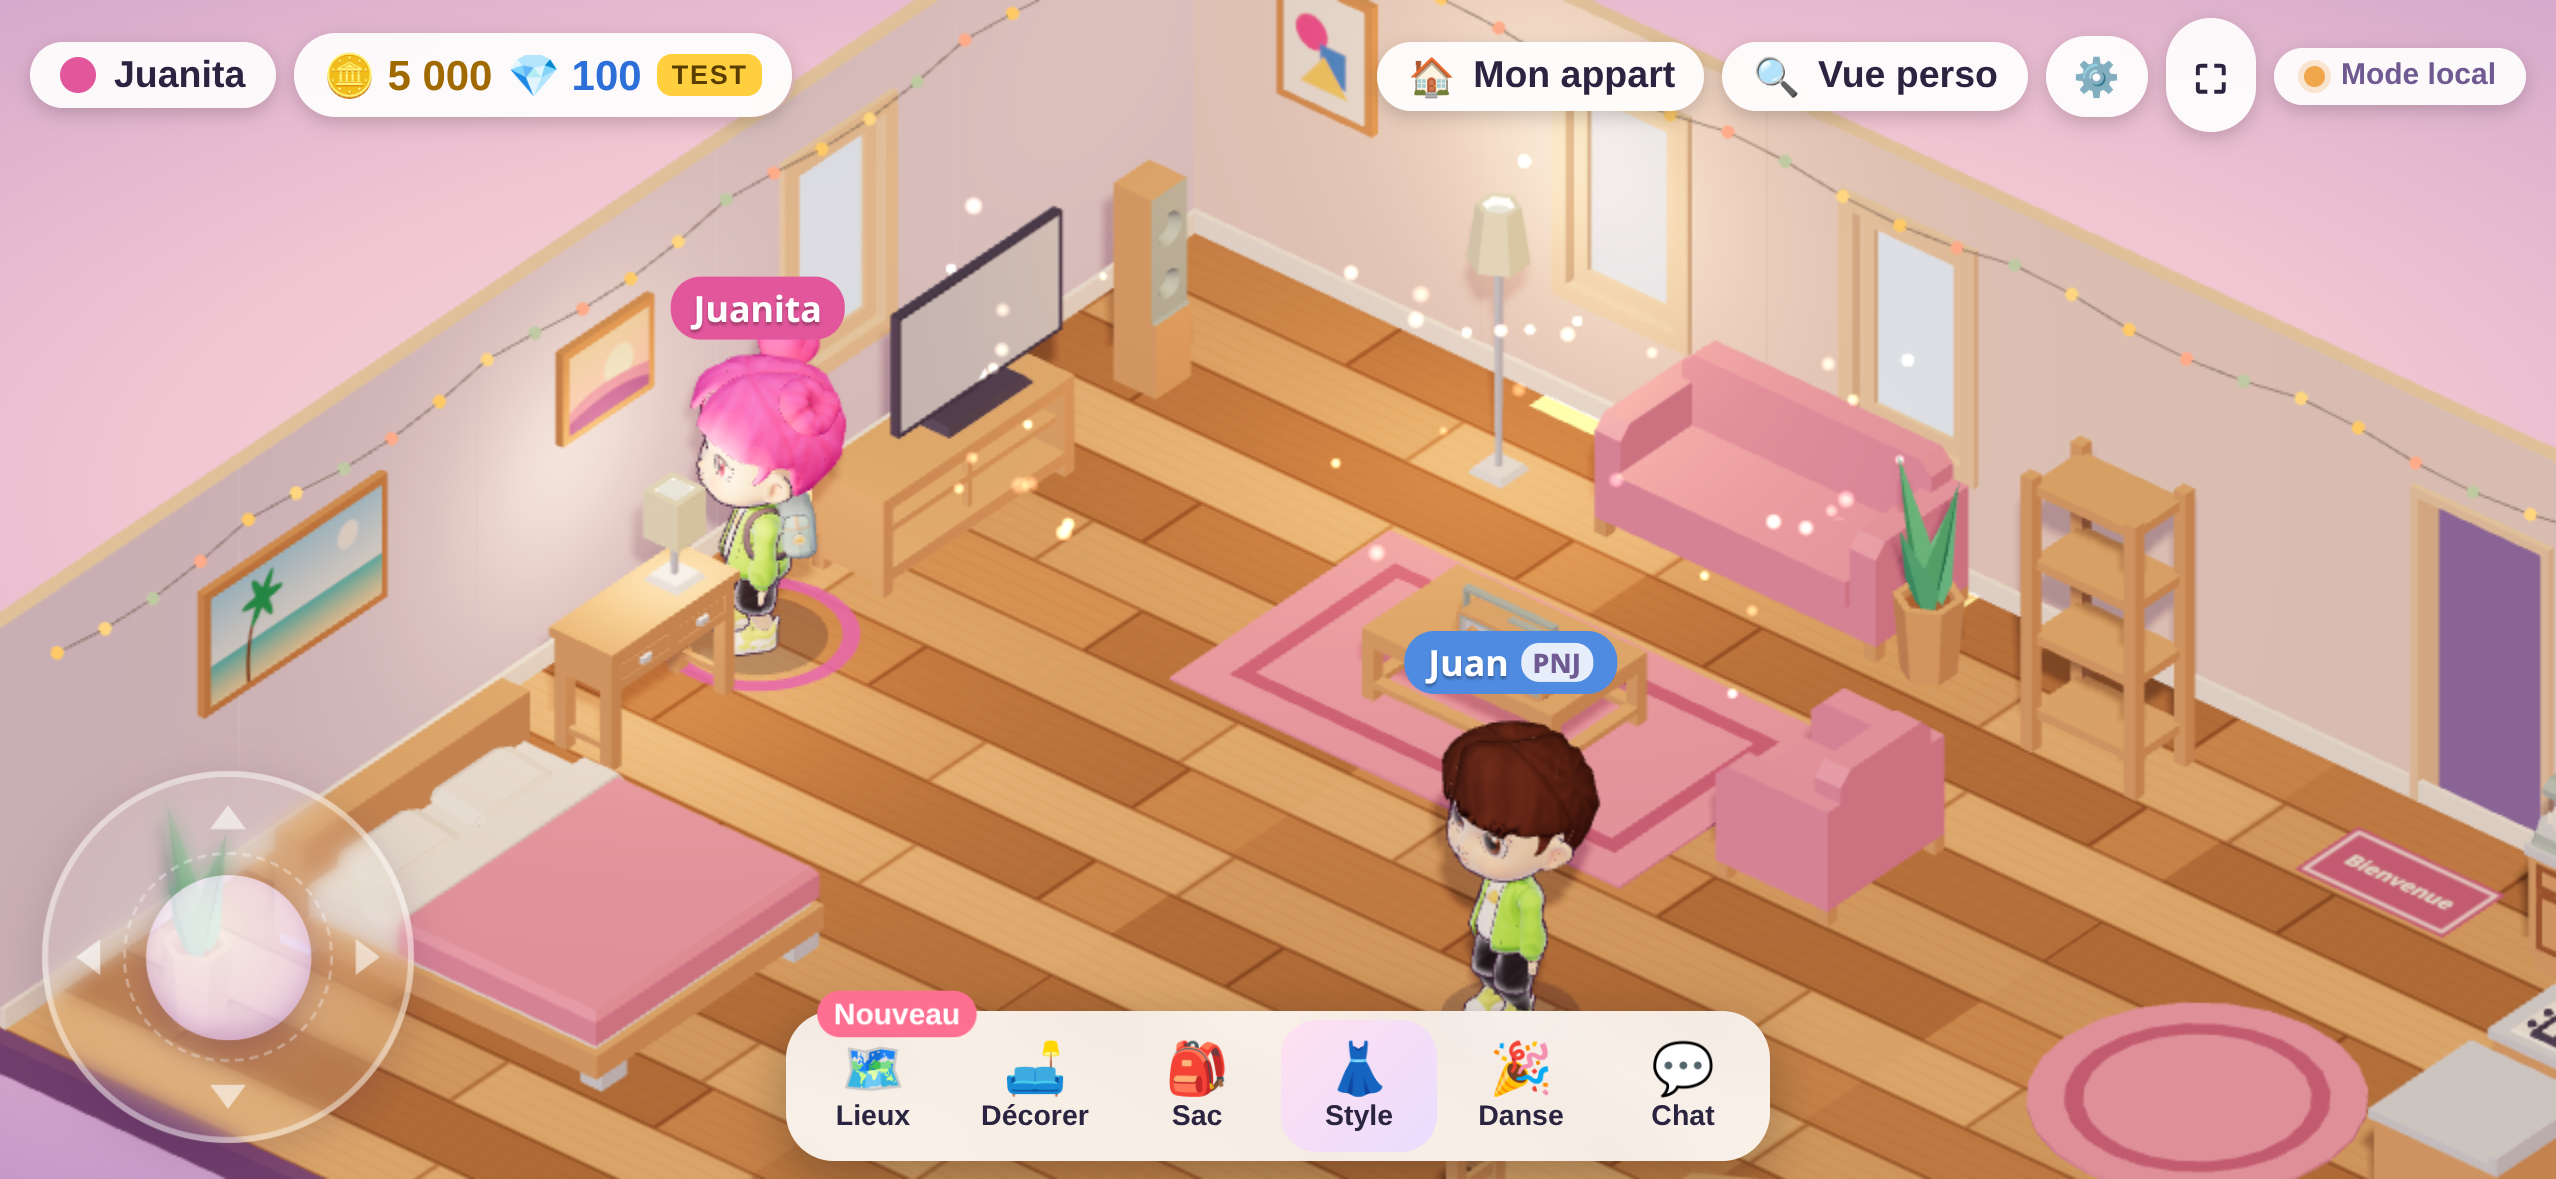 Juanita
5 000 100 TEST
Mon appart
Vue perso
Mode local
Juanita
Juan PNJ
Bienvenue
Nouveau
Lieux
Décorer
Sac
Style
Danse
Chat